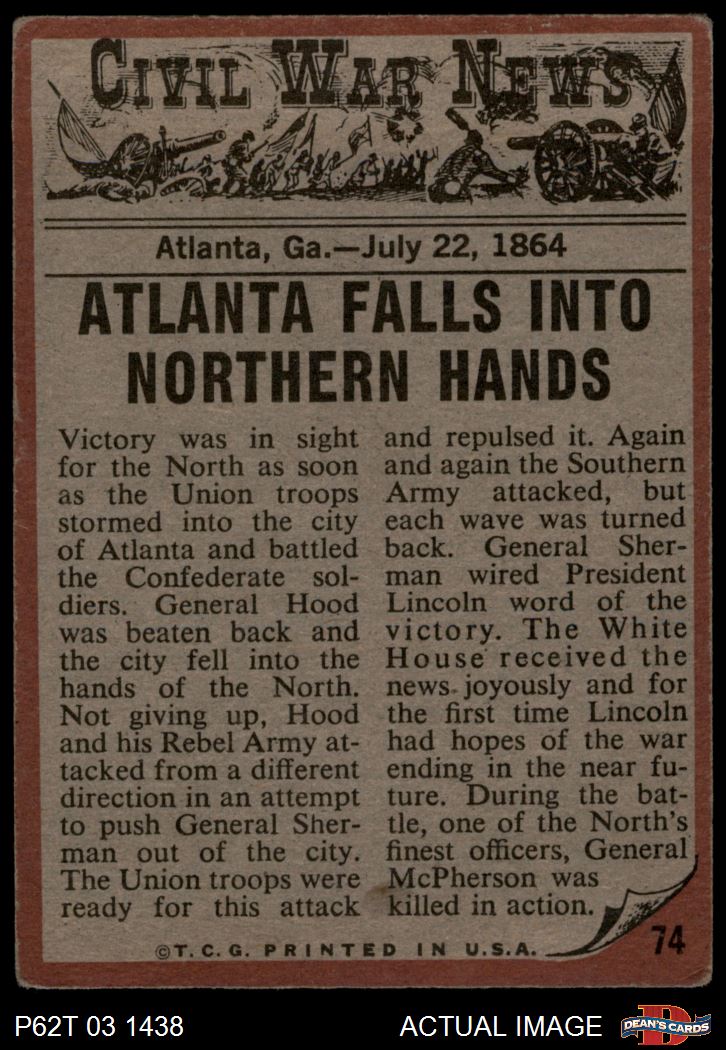 CIVIL WAR NEWS
Atlanta, Ga.—July 22, 1864
ATLANTA FALLS INTO
NORTHERN HANDS
Victory was in sight
for the North as soon
as the Union troops
stormed into the city
of Atlanta and battled
the Confederate sol-
diers. General Hood
was beaten back and
the city fell into the
hands of the North.
Not giving up, Hood
and his Rebel Army at-
tacked from a different
direction in an attempt
to push General Sher-
man out of the city.
The Union troops were
ready for this attack
and repulsed it. Again
and again the Southern
Army attacked, but
each wave was turned
back. General Sher-
man wired President
Lincoln word of the
victory. The White
House received the
news joyously and for
the first time Lincoln
had hopes of the war
ending in the near fu-
ture. During the bat-
tle, one of the North's
finest officers, General
McPherson was
killed in action.
©T.C.G. PRINTED IN U.S.A.
74
P62T 03 1438
ACTUAL IMAGE
D
DEAN'S CARDS